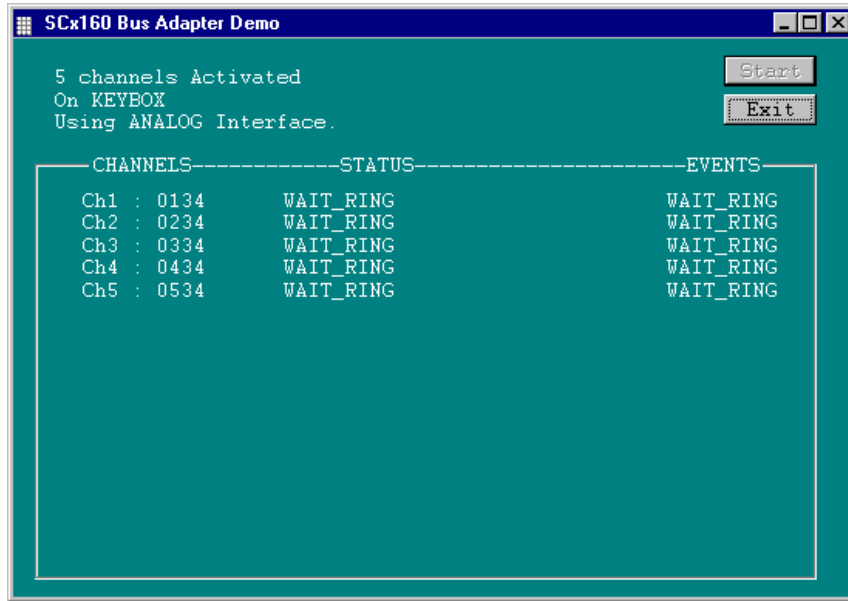 SCx160 Bus Adapter Demo
5 channels Activated
On KEYBOX
Using ANALOG Interface.
Start
Exit
CHANNELS------------STATUS----------------------EVENTS
Ch1 : 0134 WAIT_RING WAIT_RING
Ch2 : 0234 WAIT_RING WAIT_RING
Ch3 : 0334 WAIT_RING WAIT_RING
Ch4 : 0434 WAIT_RING WAIT_RING
Ch5 : 0534 WAIT_RING WAIT_RING